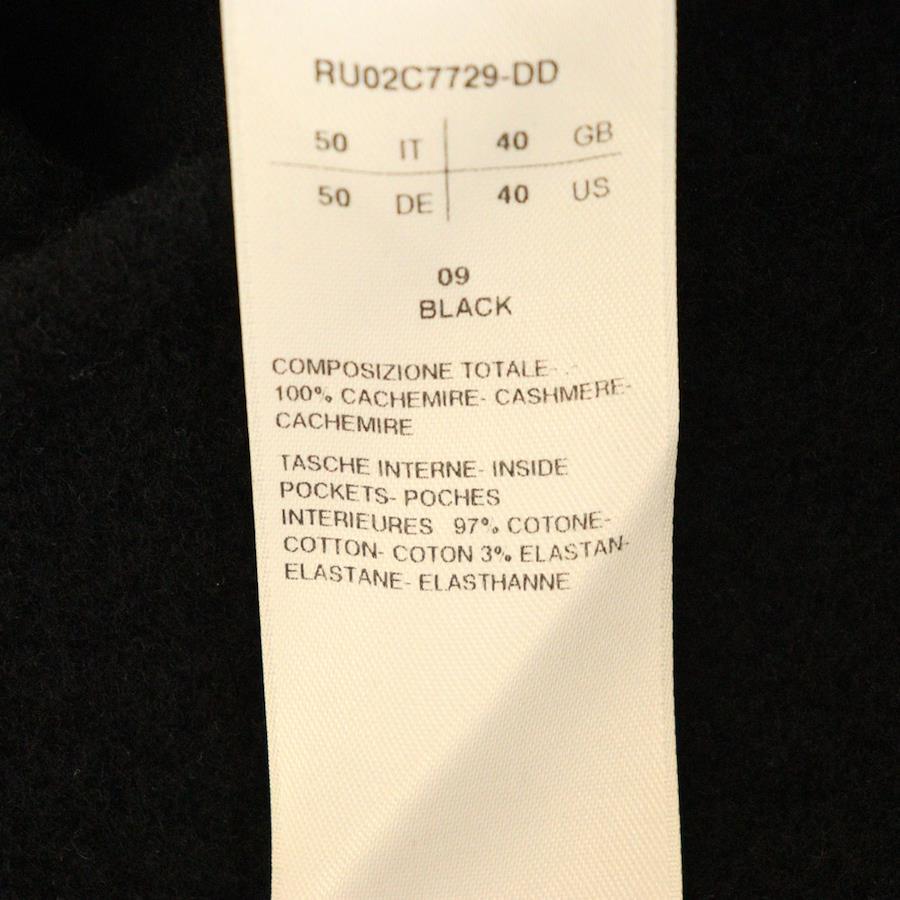 RU02C7729-DD
50 IT 40 GB
50 DE 40 US
09
BLACK
COMPOSIZIONE TOTALE-
100% CACHEMIRE- CASHMERE-
CACHEMIRE
TASCHE INTERNE- INSIDE
POCKETS- POCHES
INTERIEURES 97% COTONE-
COTTON- COTON 3% ELASTAN-
ELASTANE- ELASTHANNE